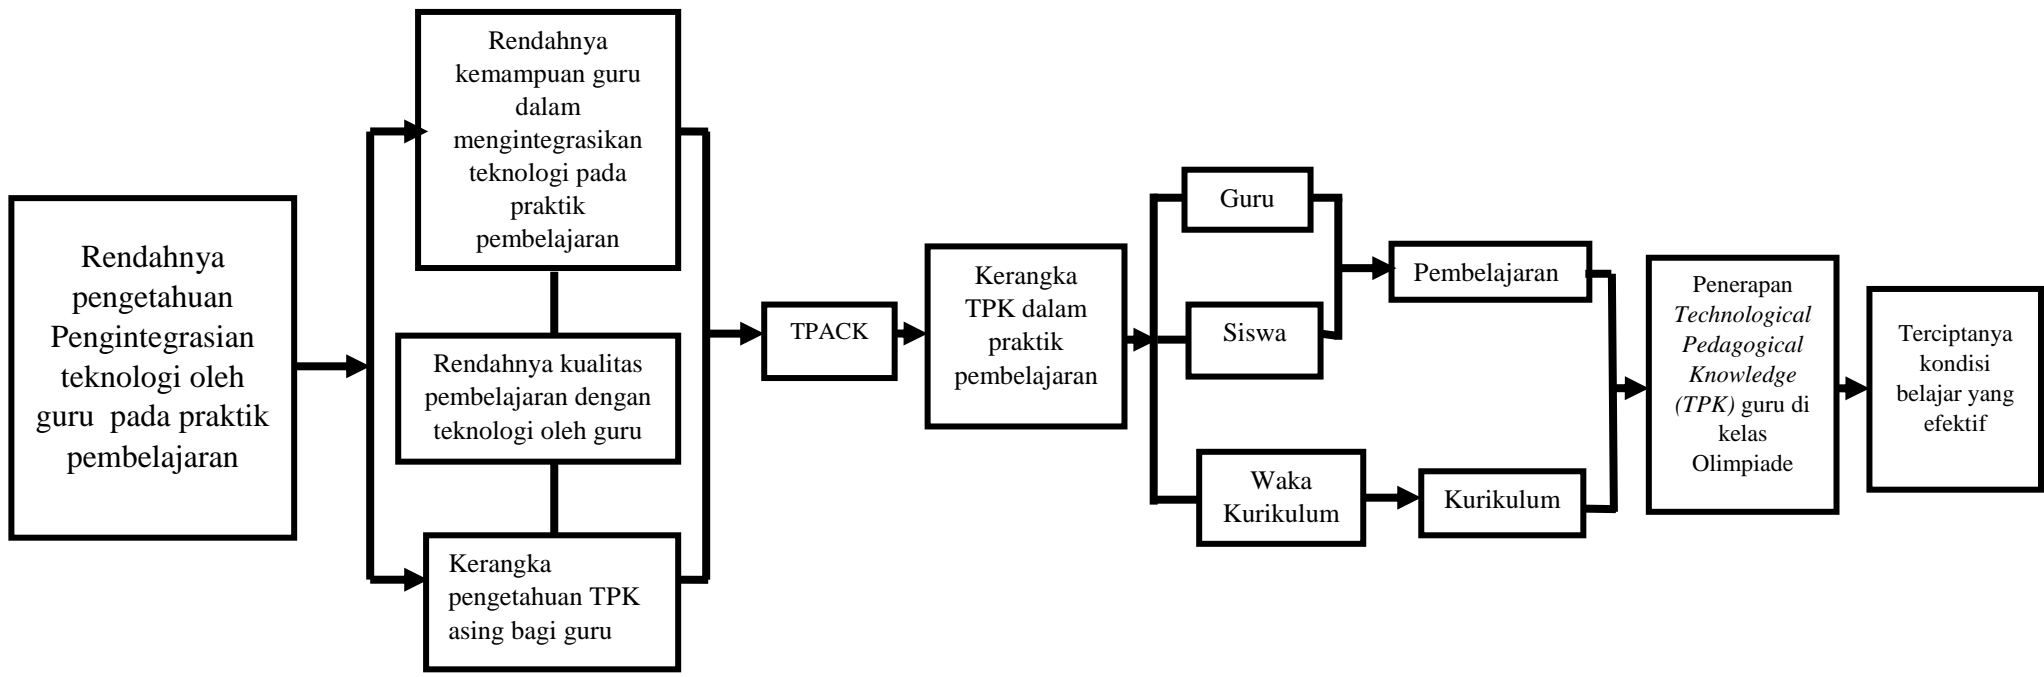 Rendahnya
pengetahuan
Pengintegrasian
teknologi oleh
guru  pada praktik
pembelajaran
Rendahnya
kemampuan guru
dalam
mengintegrasikan
teknologi pada
praktik
pembelajaran
Rendahnya kualitas
pembelajaran dengan
teknologi oleh guru
Kerangka
pengetahuan TPK
asing bagi guru
TPACK
Kerangka
TPK dalam
praktik
pembelajaran
Guru
Siswa
Waka
Kurikulum
Pembelajaran
Kurikulum
Penerapan
Technological
Pedagogical
Knowledge
(TPK) guru di
kelas
Olimpiade
Terciptanya
kondisi
belajar yang
efektif